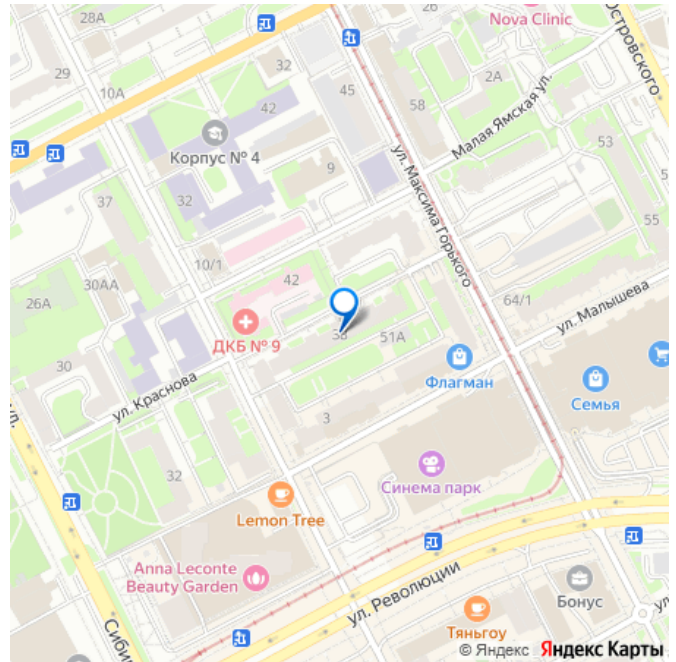 Nova Clinic
Островского
28А
32
29
10А
2А
45
42
58
Малая Ямская ул.
53
Корпус № 4
9
ул. Максима Горького
5
32
37
55
10/1
30АА
42
26А
64/1
ул. Малышева
38
51А
ДКБ № 9
Флагман
30
Семья
ул. Краснова
ул.
3
32
Синема парк
Lemon Tree
Anna Leconte
Beauty Garden
ул. Революции
Бонус
Сиби
Тяньгоу
© Яндекс Яндекс Карты